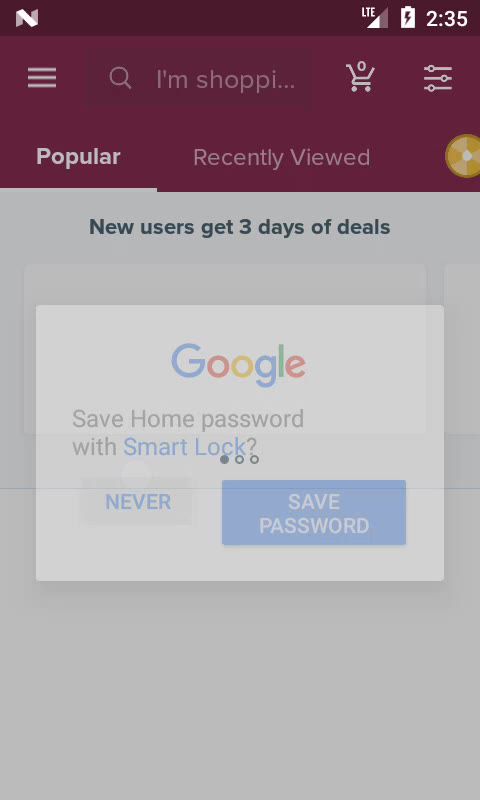 LTE 2:35
I'm shoppi... 0
Popular Recently Viewed
New users get 3 days of deals
Google
Save Home password
with Smart Lock?
NEVER
SAVE
PASSWORD